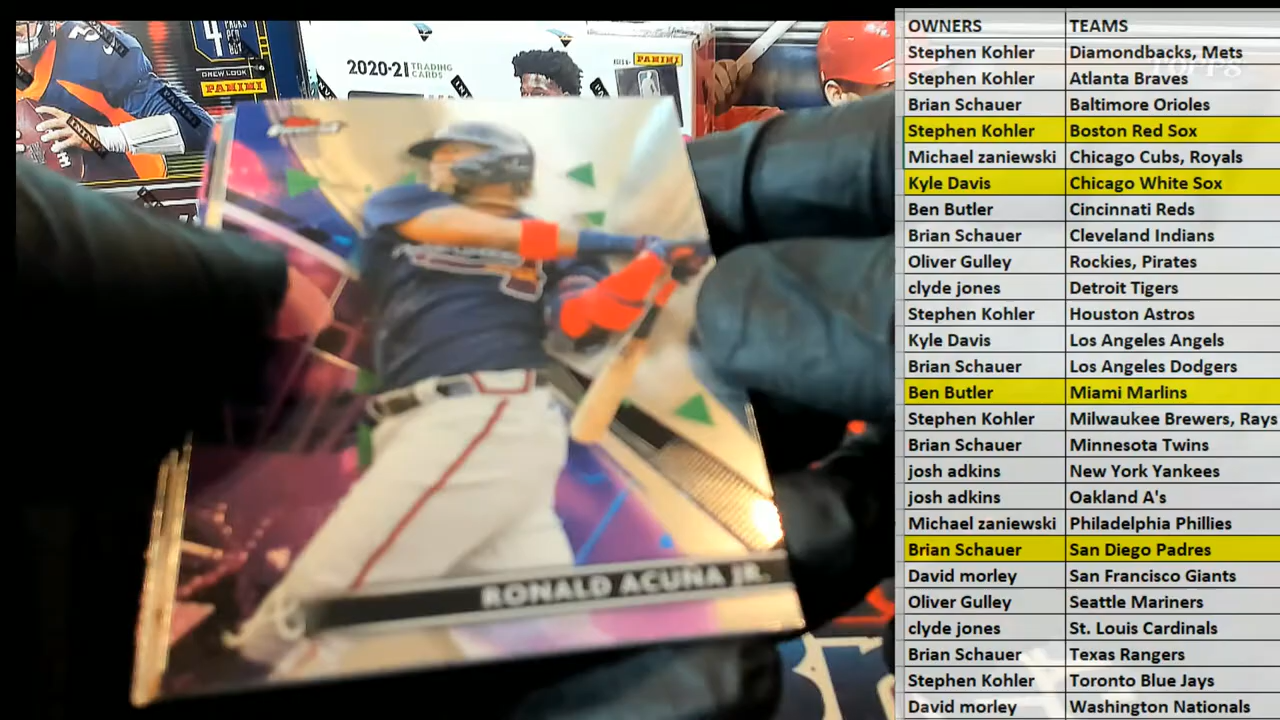 4
PACKS
PER
BOX!
NEW LOOK
PANINI
PANINI
2020-21 TRADING
CARDS
PANINI
TOPPS
RONALD ACUÑA JR.
OWNERS TEAMS
Stephen Kohler Diamondbacks, Mets
Stephen Kohler Atlanta Braves
Brian Schauer Baltimore Orioles
Stephen Kohler Boston Red Sox
Michael zaniewski Chicago Cubs, Royals
Kyle Davis Chicago White Sox
Ben Butler Cincinnati Reds
Brian Schauer Cleveland Indians
Oliver Gulley Rockies, Pirates
clyde jones Detroit Tigers
Stephen Kohler Houston Astros
Kyle Davis Los Angeles Angels
Brian Schauer Los Angeles Dodgers
Ben Butler Miami Marlins
Stephen Kohler Milwaukee Brewers, Rays
Brian Schauer Minnesota Twins
josh adkins New York Yankees
josh adkins Oakland A's
Michael zaniewski Philadelphia Phillies
Brian Schauer San Diego Padres
David morley San Francisco Giants
Oliver Gulley Seattle Mariners
clyde jones St. Louis Cardinals
Brian Schauer Texas Rangers
Stephen Kohler Toronto Blue Jays
David morley Washington Nationals